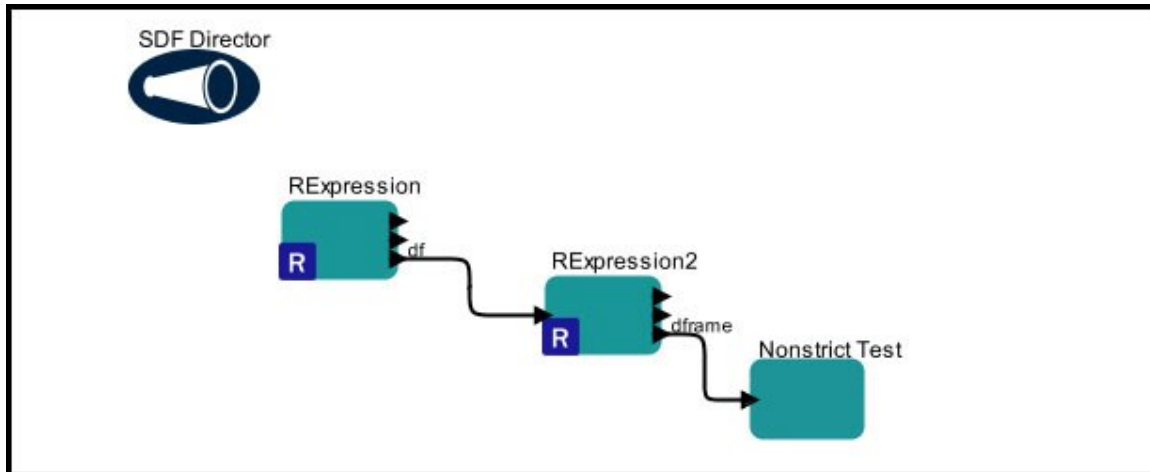 SDF Director
RExpression
df
R
RExpression2
dframe
R
Nonstrict Test